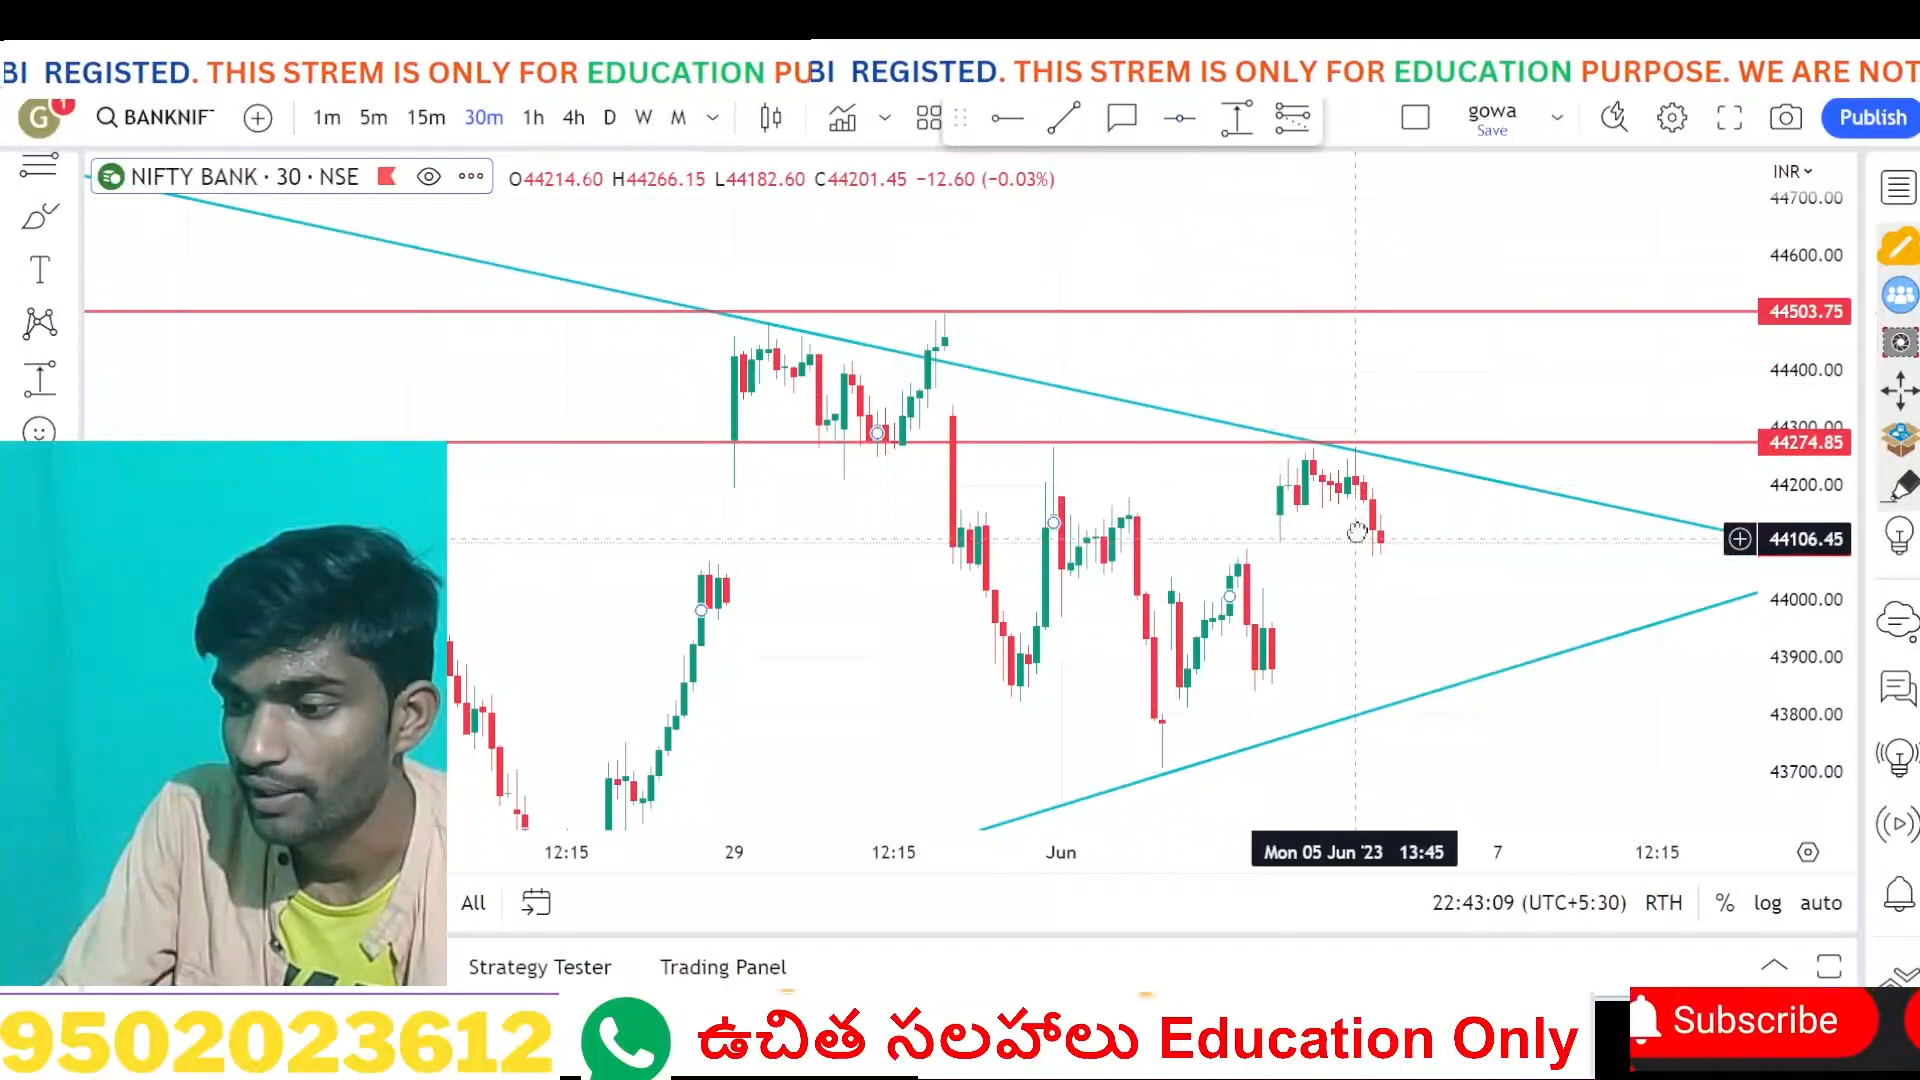 BI REGISTED. THIS STREM IS ONLY FOR EDUCATION PU
BI REGISTED. THIS STREM IS ONLY FOR EDUCATION PURPOSE. WE ARE NOT
G 1 BANKNIF 1m 5m 15m 30m 1h 4h D W M gowa Save Publish
NIFTY BANK · 30 · NSE O44214.60 H44266.15 L44182.60 C44201.45 −12.60 (−0.03%)
INR
44700.00
44600.00
44503.75
44400.00
44300.00
44274.85
44200.00
44106.45
44000.00
43900.00
43800.00
43700.00
12:15 29 12:15 Jun Mon 05 Jun '23 13:45 7 12:15
All 22:43:09 (UTC+5:30) RTH % log auto
Strategy Tester Trading Panel
9502023612 ఉచిత సలహాలు Education Only Subscribe